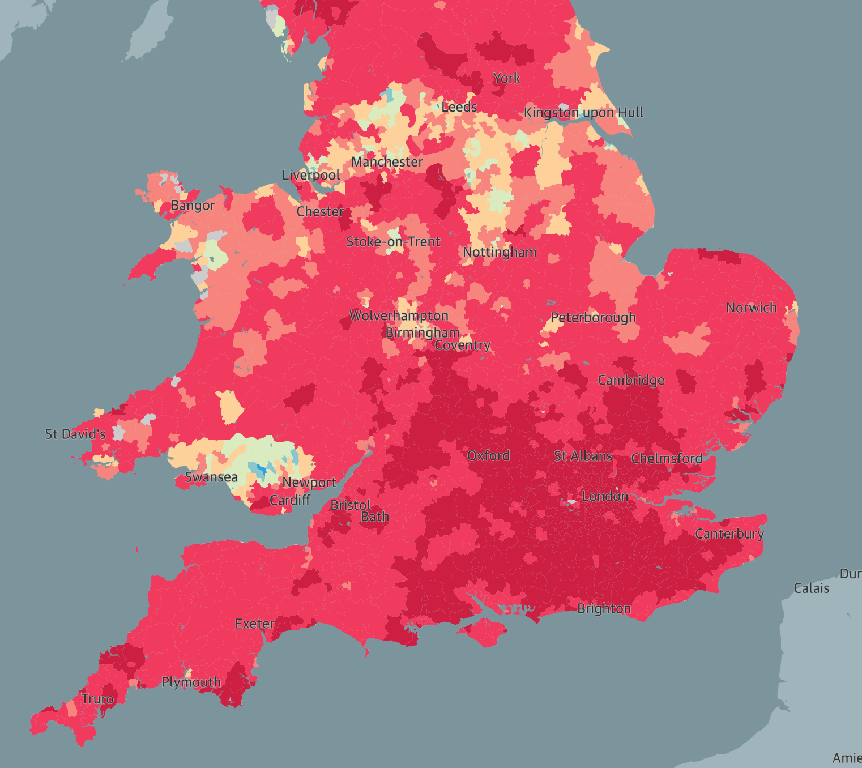 York
Leeds
Kingston upon Hull
Manchester
Liverpool
Bangor
Chester
Stoke-on-Trent
Nottingham
Norwich
Wolverhampton
Peterborough
Birmingham
Coventry
Cambridge
St David's
Oxford
St Albans
Chelmsford
Swansea
Newport
Cardiff
London
Bristol
Bath
Canterbury
Dun
Calais
Brighton
Exeter
Plymouth
Truro
Amie